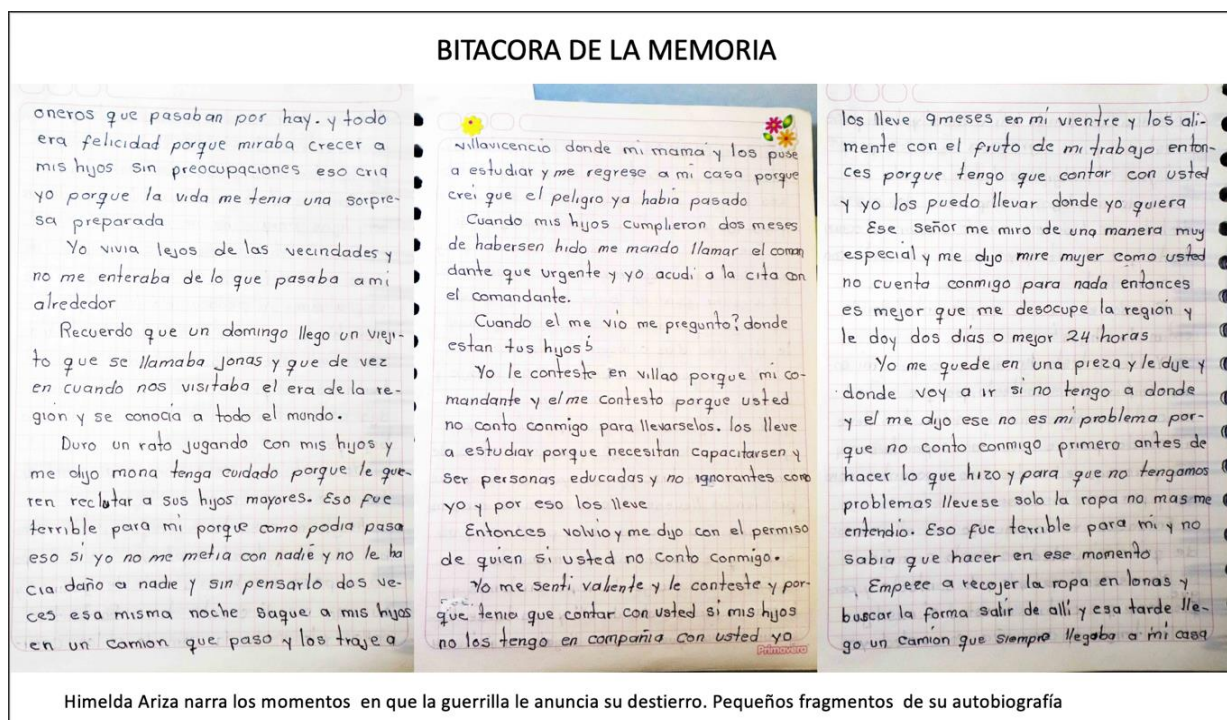 BITACORA DE LA MEMORIA
oneros que pasaban por hay. y todo
era felicidad porque miraba crecer a
mis hijos sin preocupaciones eso cria
yo porque la vida me tenia una sorpre-
sa preparada
Yo vivia lejos de las vecindades y
no me enteraba de lo que pasaba a mi
alrededor
Recuerdo que un domingo llego un vieji-
to que se llamaba jonas y que de vez
en cuando nos visitaba el era de la re-
gion y se conocia a todo el mundo.
Duro un rato jugando con mis hijos y
me dijo mona tenga cuidado porque le que-
ren reclutar a sus hijos mayores. Eso fue
terrible para mi porque como podia pasa
eso si yo no me metia con nadie y no le ha
cia daño a nadie y sin pensarlo dos ve-
ces esa misma noche saque a mis hijos
en un camion que paso y los traje a
villavicencio donde mi mama y los puse
a estudiar y me regrese a mi casa porque
crei que el peligro ya habia pasado
Cuando mis hijos cumplieron dos meses
de habersen hido me mando llamar el coman
dante que urgente y yo acudi a la cita con
el comandante.
Cuando el me vio me pregunto? donde
estan tus hijos?
Yo le conteste en villao porque mi co-
mandante y el me contesto porque usted
no conto conmigo para llevarselos. los lleve
a estudiar porque necesitan capacitarsen y
ser personas educadas y no ignorantes como
yo y por eso los lleve
Entonces volvio y me dijo con el permiso
de quien si usted no conto conmigo.
Yo me senti valiente y le conteste y por-
que tenia que contar con usted si mis hijos
no los tengo en compañia con usted yo
Primavera
los lleve 9 meses en mi vientre y los ali-
mente con el fruto de mi trabajo enton-
ces porque tengo que contar con usted
y yo los puedo llevar donde yo quiera
Ese señor me miro de una manera muy
especial y me dijo mire mujer como usted
no cuenta conmigo para nada entonces
es mejor que me desocupe la region y
le doy dos dias o mejor 24 horas
Yo me quede en una pieza y le dije y
donde voy a ir si no tengo a donde
y el me dijo ese no es mi problema por-
que no conto conmigo primero antes de
hacer lo que hizo y para que no tengamos
problemas llevese solo la ropa no mas me
entendio. Eso fue terrible para mi y no
sabia que hacer en ese momento
Empece a recojer la ropa en lonas y
buscar la forma salir de alli y esa tarde lle-
go un camion que siempre llegaba a mi casa
Himelda Ariza narra los momentos en que la guerrilla le anuncia su destierro. Pequeños fragmentos de su autobiografía